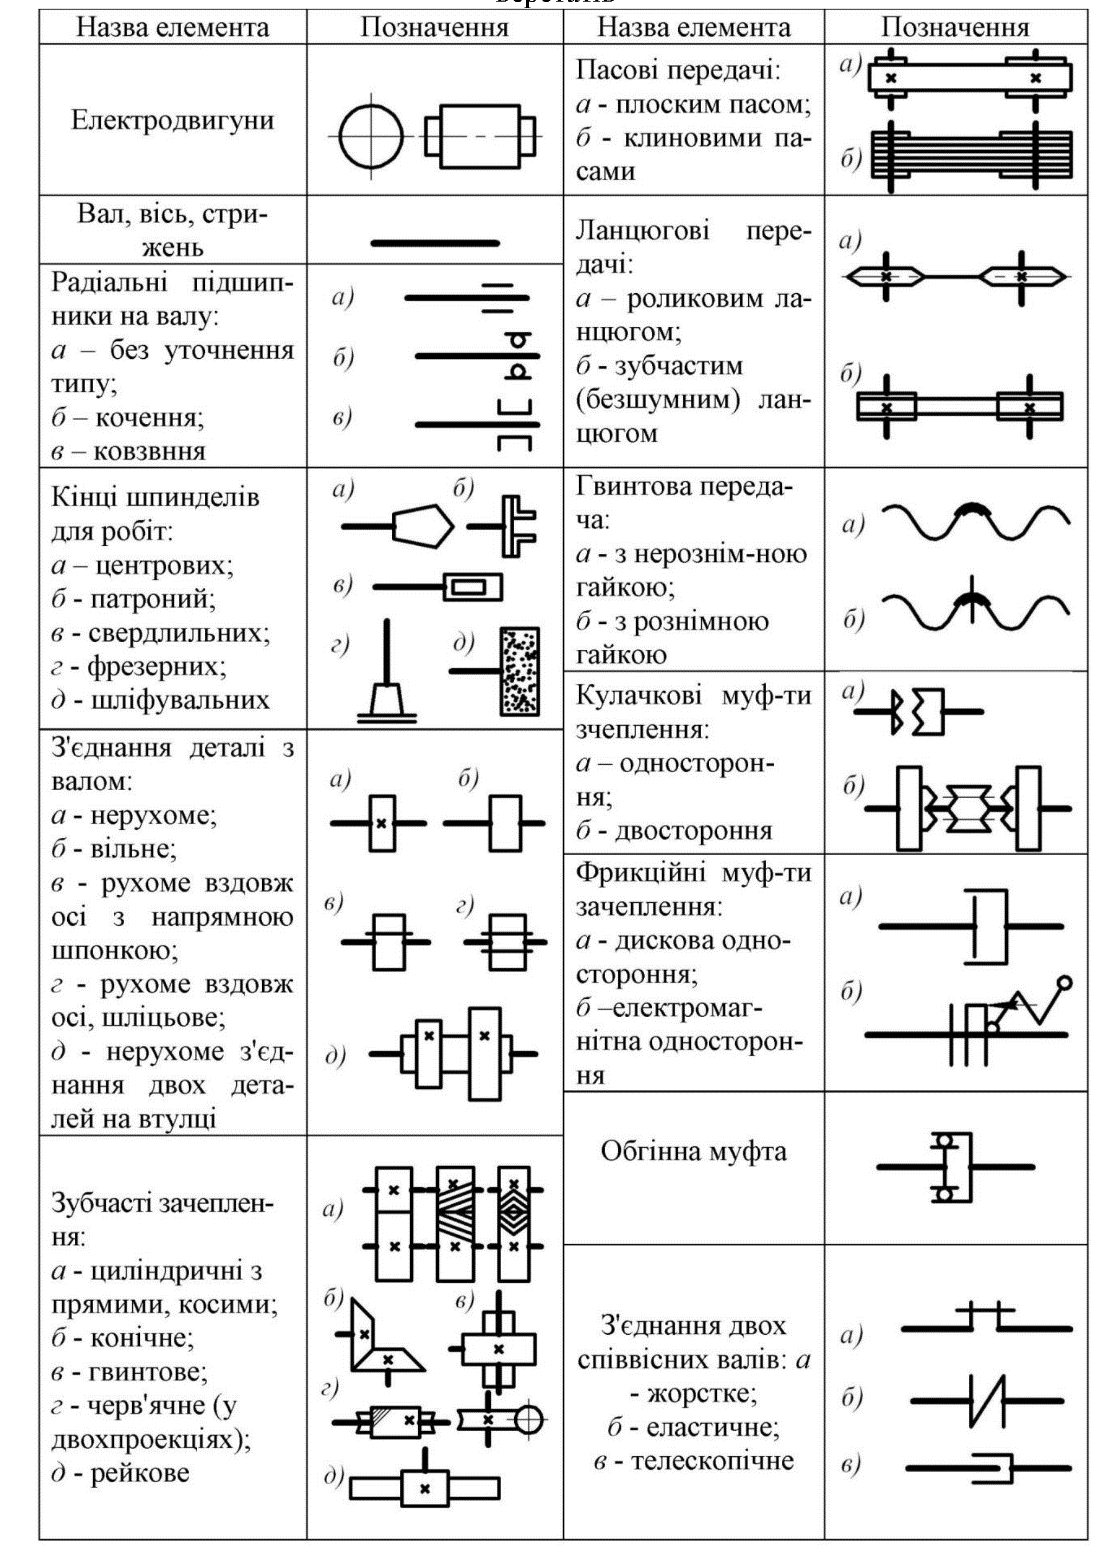 верстатів
Назва елемента
Позначення
Назва елемента
Позначення
Електродвигуни
Вал, вісь, стри-
жень
Радіальні підшип-
ники на валу:
а – без уточнення
типу;
б – кочення;
в – ковзвння
а)
б)
в)
Кінці шпинделів
для робіт:
а – центрових;
б - патроний;
в - свердлильних;
г - фрезерних;
д - шліфувальних
а)
б)
в)
г)
д)
З'єднання деталі з
валом:
а - нерухоме;
б - вільне;
в - рухоме вздовж
осі з напрямною
шпонкою;
г - рухоме вздовж
осі, шліцьове;
д - нерухоме з'єд-
нання двох дета-
лей на втулці
а)
б)
в)
г)
д)
Зубчасті зачеплен-
ня:
а - циліндричні з
прямими, косими;
б - конічне;
в - гвинтове;
г - черв'ячне (у
двохпроекціях);
д - рейкове
а)
б)
в)
г)
д)
Пасові передачі:
а - плоским пасом;
б - клиновими па-
сами
а)
б)
Ланцюгові пере-
дачі:
а – роликовим ла-
нцюгом;
б - зубчастим
(безшумним) лан-
цюгом
а)
б)
Гвинтова переда-
ча:
а - з нерознім-ною
гайкою;
б - з рознімною
гайкою
а)
б)
Кулачкові муф-ти
зчеплення:
а – односторон-
ня;
б - двостороння
а)
б)
Фрикційні муф-ти
зачеплення:
а - дискова одно-
стороння;
б –електромаг-
нітна односторон-
ня
а)
б)
Обгінна муфта
З'єднання двох
співвісних валів: а
- жорстке;
б - еластичне;
в - телескопічне
а)
б)
в)